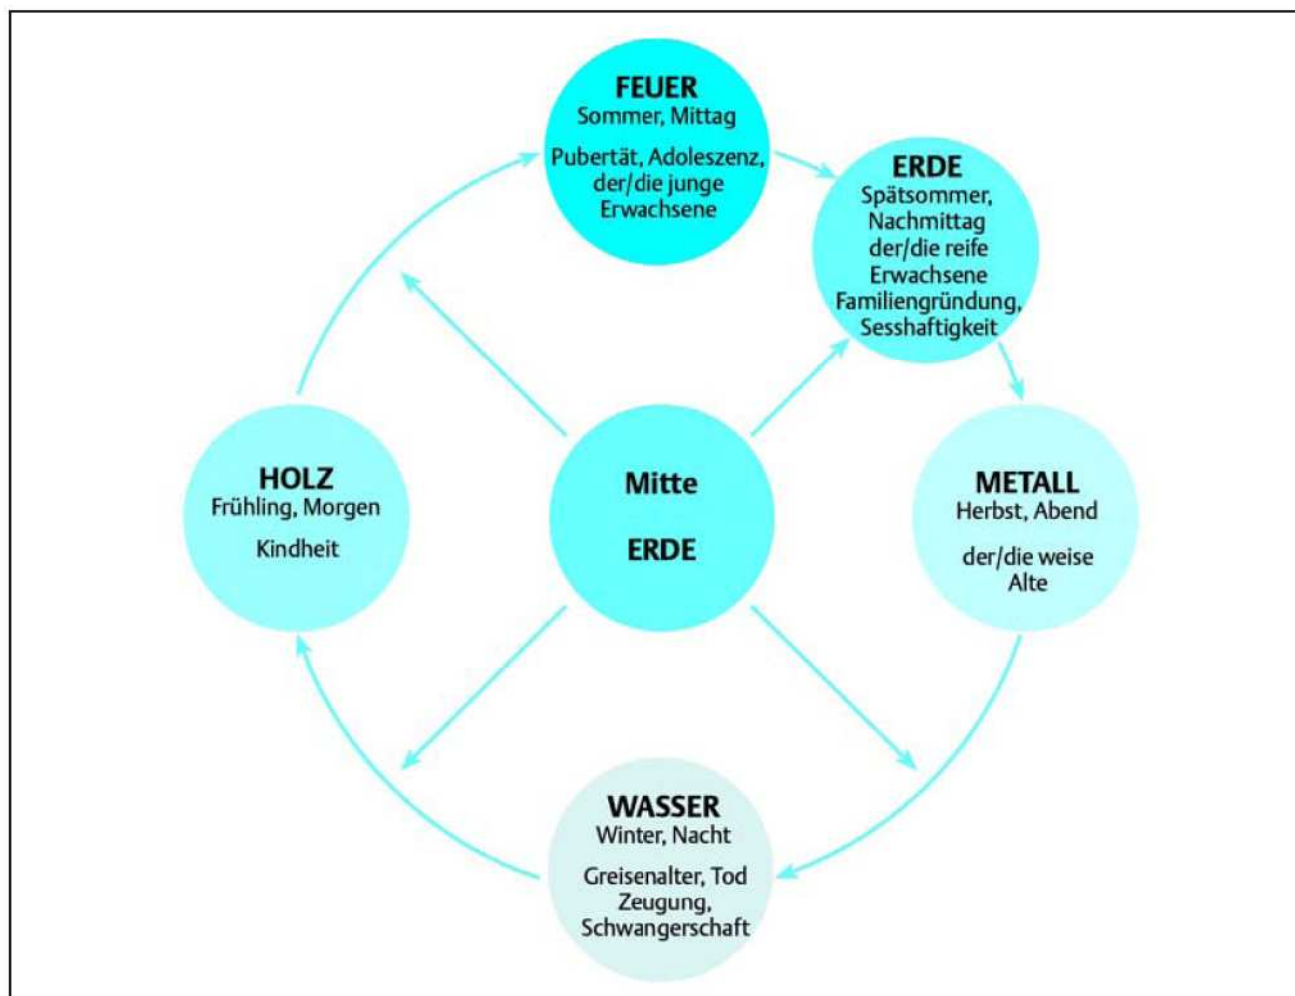 FEUER
Sommer, Mittag
Pubertät, Adoleszenz,
der/die junge
Erwachsene
ERDE
Spätsommer,
Nachmittag
der/die reife
Erwachsene
Familiengründung,
Sesshaftigkeit
HOLZ
Frühling, Morgen
Kindheit
Mitte
ERDE
METALL
Herbst, Abend
der/die weise
Alte
WASSER
Winter, Nacht
Greisenalter, Tod
Zeugung,
Schwangerschaft